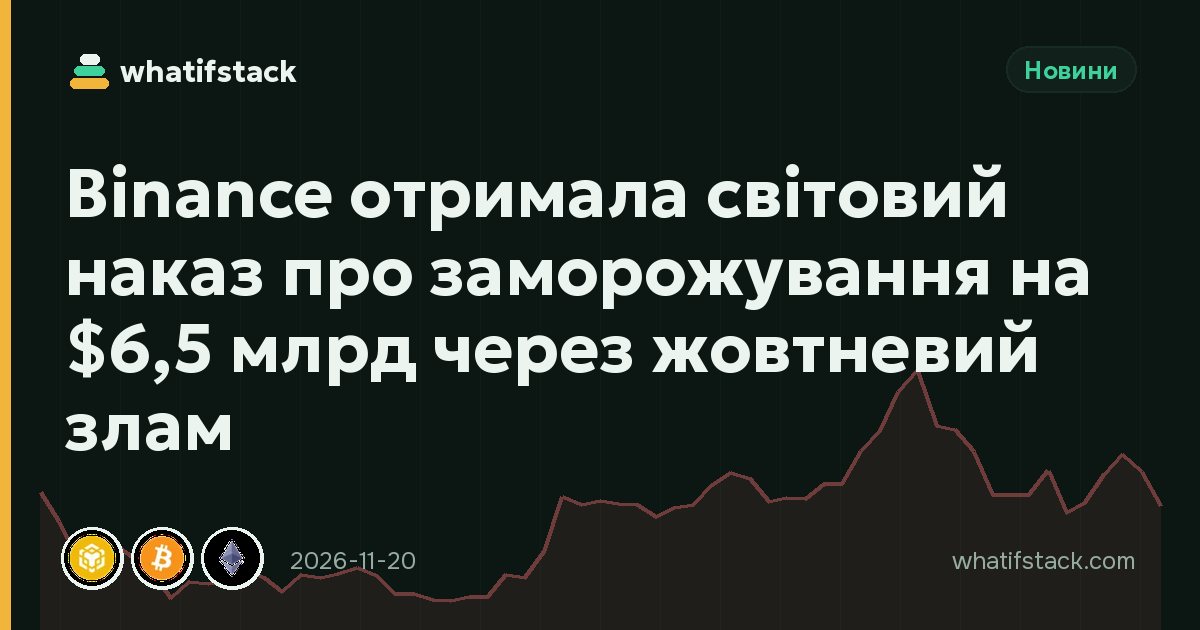 whatifstack
Новини
Binance отримала світовий
наказ про заморожування на
$6,5 млрд через жовтневий
злам
2026-11-20
whatifstack.com